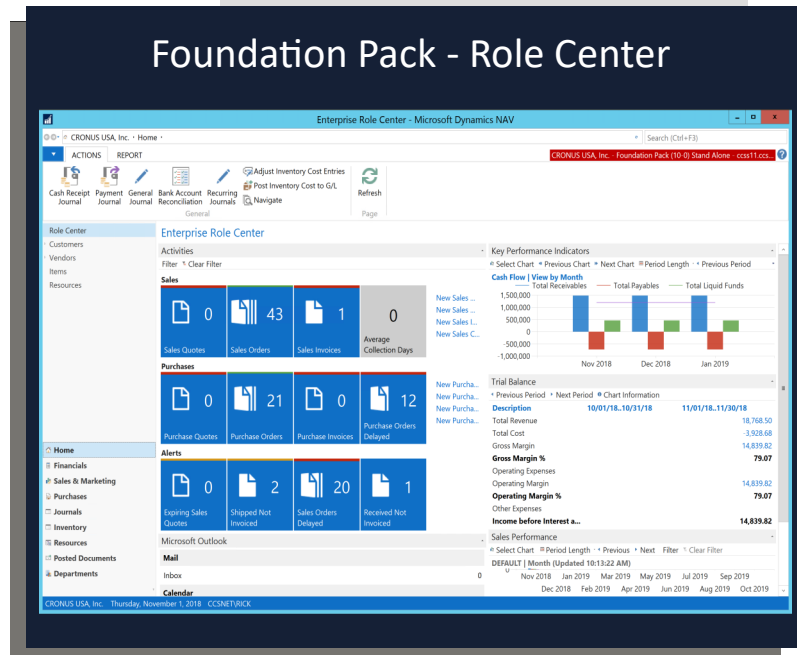 Foundation Pack - Role Center
Enterprise Role Center - Microsoft Dynamics NAV
CRONUS USA, Inc. · Home
Search (Ctrl+F3)
ACTIONS REPORT
CRONUS USA, Inc. - Foundation Pack (10-0) Stand Alone - ccss11.ccs...
Cash Receipt Journal
Payment Journal
General Journal
Bank Account Reconciliation
Recurring Journals
Adjust Inventory Cost Entries
Post Inventory Cost to G/L
Navigate
Refresh
General
Page
Role Center
Customers
Vendors
Items
Resources
Enterprise Role Center
Activities
Filter Clear Filter
Sales
0
Sales Quotes
43
Sales Orders
1
Sales Invoices
0
Average
Collection Days
New Sales ...
New Sales ...
New Sales I...
New Sales C...
Purchases
0
Purchase Quotes
21
Purchase Orders
0
Purchase Invoices
12
Purchase Orders
Delayed
New Purcha...
New Purcha...
New Purcha...
New Purcha...
Alerts
0
Expiring Sales
Quotes
2
Shipped Not
Invoiced
20
Sales Orders
Delayed
1
Received Not
Invoiced
Microsoft Outlook
Mail
Inbox 0
Calendar
Key Performance Indicators
Select Chart Previous Chart Next Chart Period Length Previous Period
Cash Flow | View by Month
Total Receivables Total Payables Total Liquid Funds
1,500,000
1,000,000
500,000
0
-500,000
-1,000,000
Nov 2018 Dec 2018 Jan 2019
Trial Balance
Previous Period Next Period Chart Information
Description 10/01/18..10/31/18 11/01/18..11/30/18
Total Revenue 18,768.50
Total Cost -3,928.68
Gross Margin 14,839.82
Gross Margin % 79.07
Operating Expenses
Operating Margin 14,839.82
Operating Margin % 79.07
Other Expenses
Income before Interest a... 14,839.82
Sales Performance
Select Chart Period Length Previous Next Filter Clear Filter
DEFAULT | Month (Updated 10:13:22 AM)
0
Nov 2018 Jan 2019 Mar 2019 May 2019 Jul 2019 Sep 2019
Dec 2018 Feb 2019 Apr 2019 Jun 2019 Aug 2019 Oct 2019
Home
Financials
Sales & Marketing
Purchases
Journals
Inventory
Resources
Posted Documents
Departments
CRONUS USA, Inc. Thursday, November 1, 2018 CCSNET\RICK